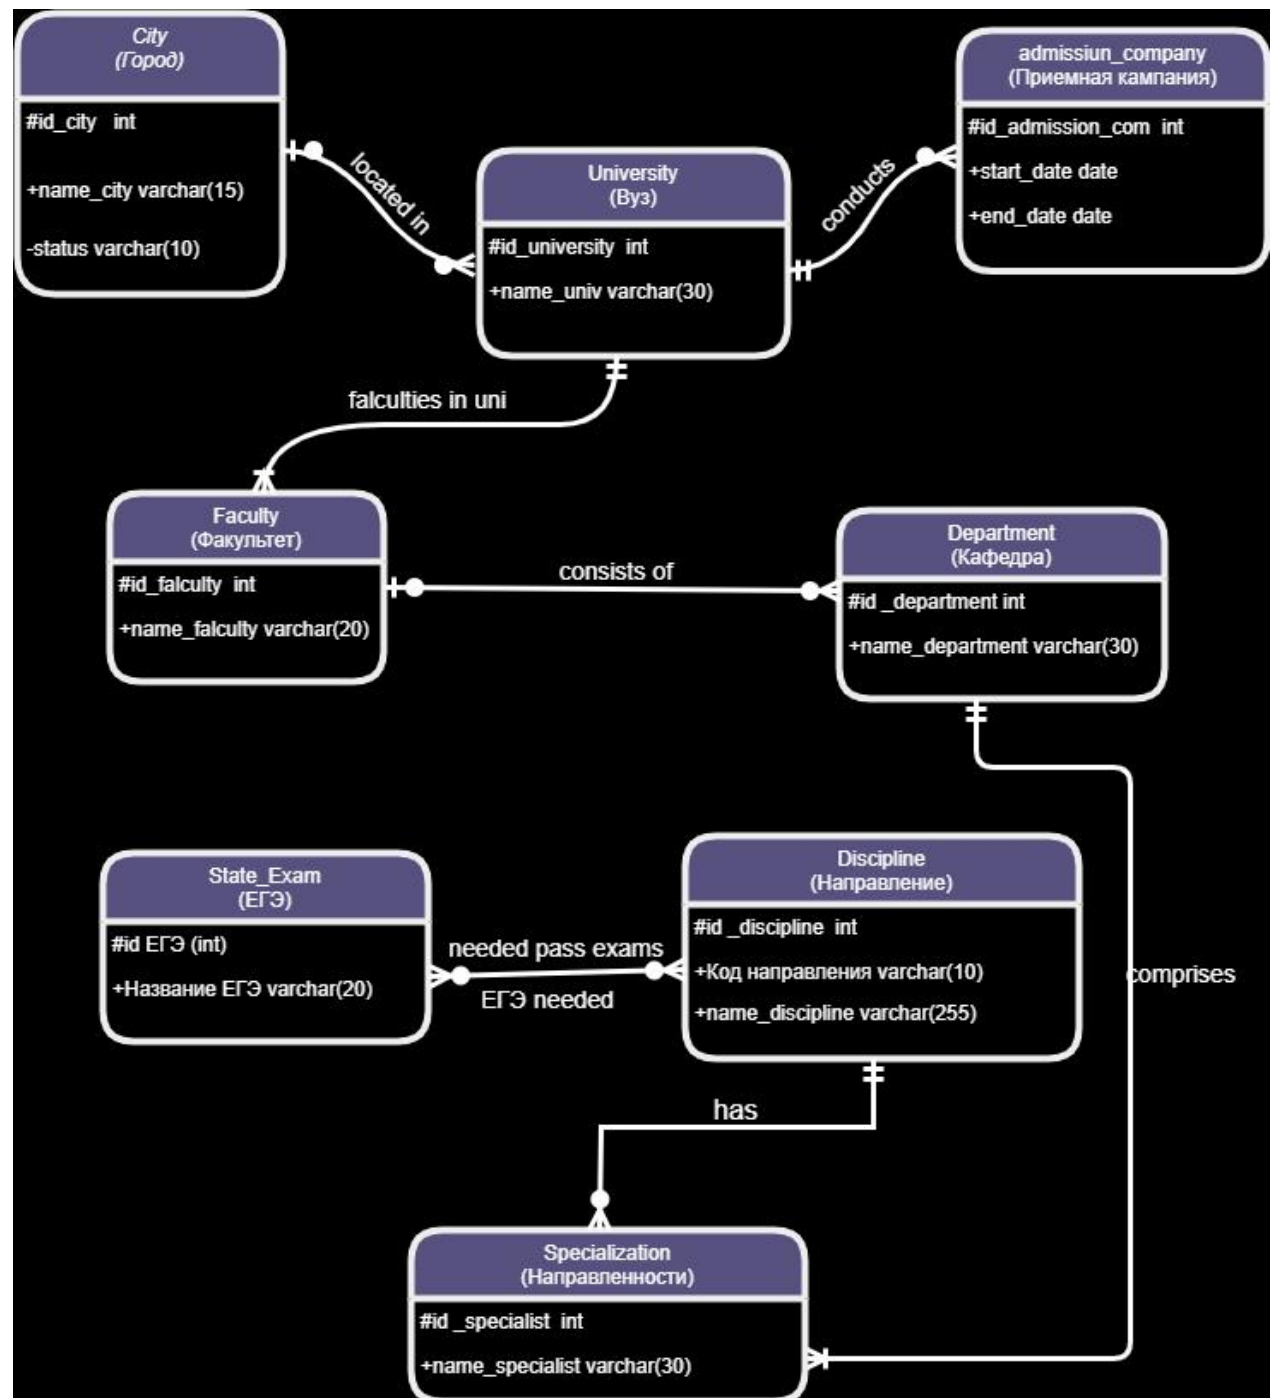 City
(Город)
#id_city int
+name_city varchar(15)
-status varchar(10)
located in
University
(Вуз)
#id_university int
+name_univ varchar(30)
conducts
admissiun_company
(Приемная кампания)
#id_admission_com int
+start_date date
+end_date date
falculties in uni
Faculty
(Факультет)
#id_falculty int
+name_falculty varchar(20)
consists of
Department
(Кафедра)
#id _department int
+name_department varchar(30)
State_Exam
(ЕГЭ)
#id ЕГЭ (int)
+Название ЕГЭ varchar(20)
needed pass exams
ЕГЭ needed
Discipline
(Направление)
#id _discipline int
+Код направления varchar(10)
+name_discipline varchar(255)
comprises
has
Specialization
(Направленности)
#id _specialist int
+name_specialist varchar(30)